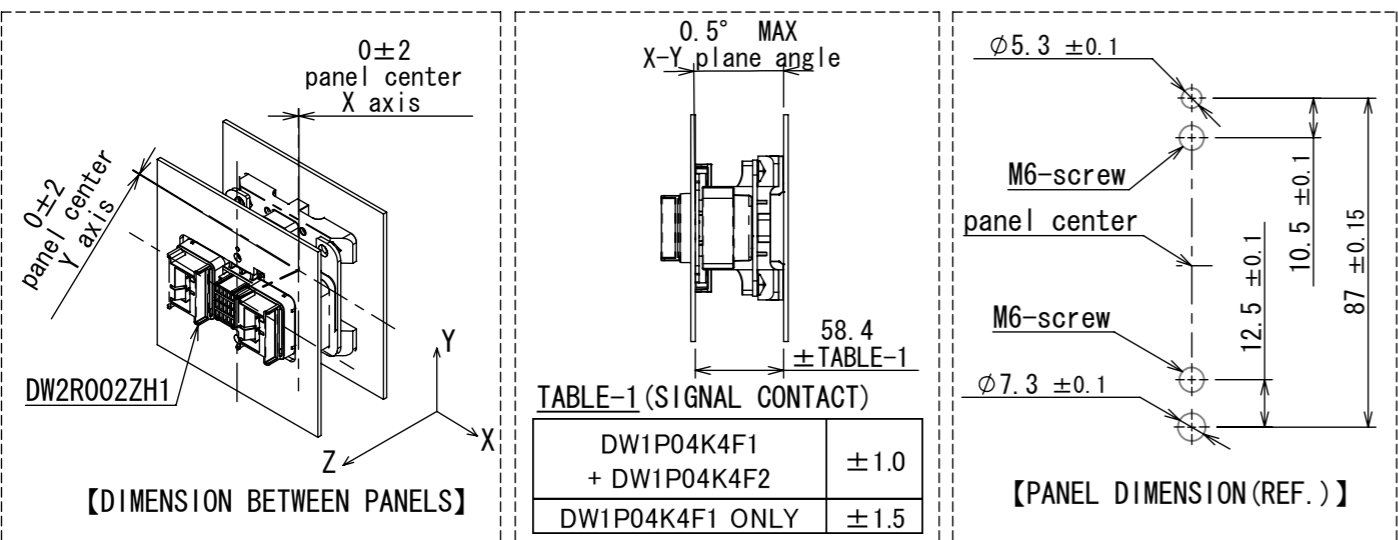 0±2
panel center
X axis
0±2
panel center
Y axis
DW2R002ZH1
Y
X
Z
【DIMENSION BETWEEN PANELS】
0.5° MAX
X-Y plane angle
58.4
±TABLE-1
TABLE-1(SIGNAL CONTACT)
DW1P04K4F1
+ DW1P04K4F2
±1.0
DW1P04K4F1 ONLY
±1.5
∅5.3 ±0.1
M6-screw
panel center
M6-screw
∅7.3 ±0.1
12.5 ±0.1
10.5 ±0.1
87 ±0.15
【PANEL DIMENSION(REF.)】